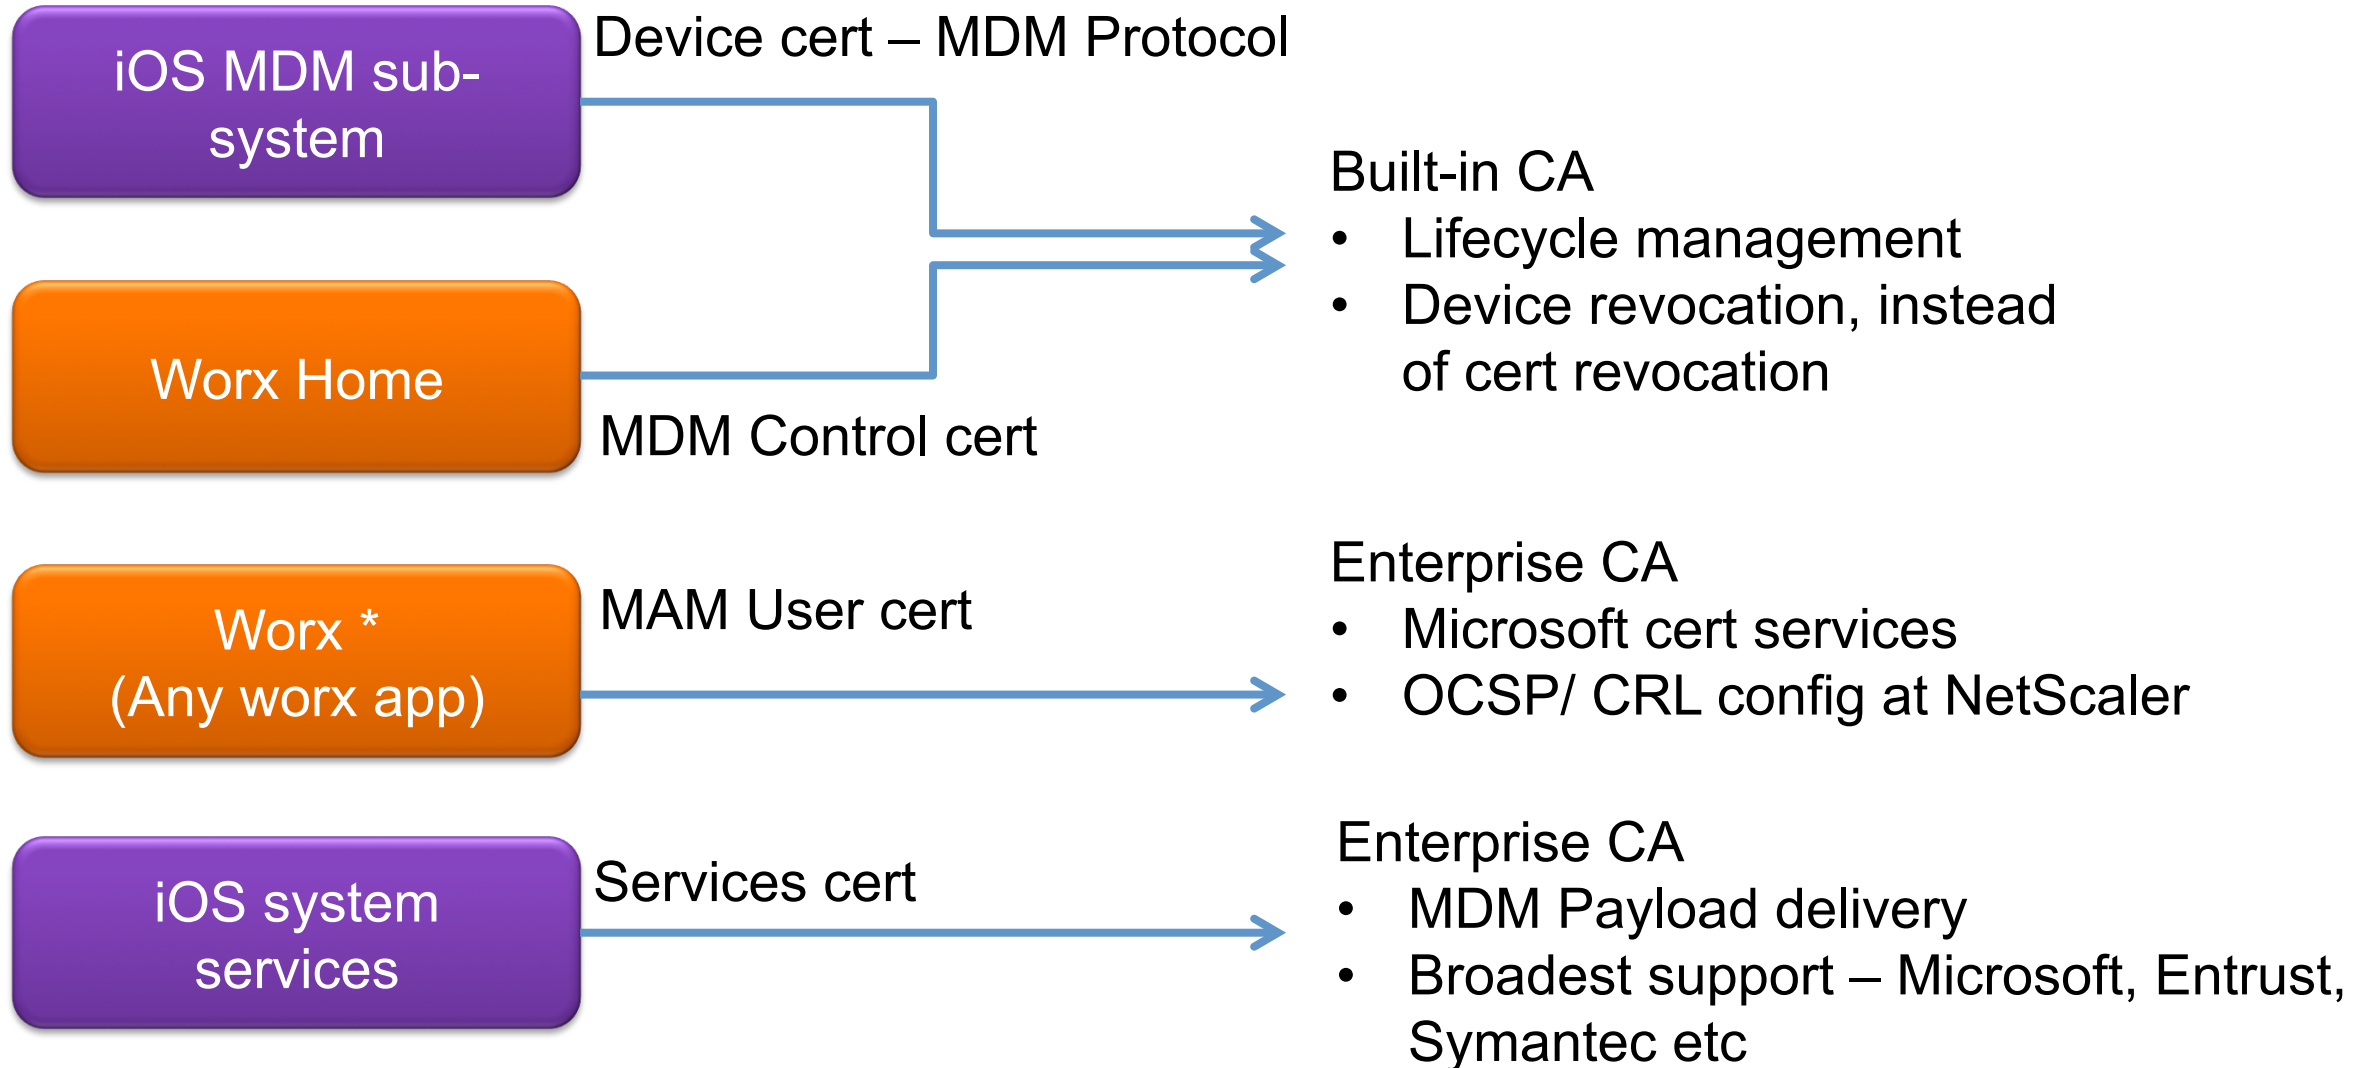 iOS MDM sub-
system
Device cert – MDM Protocol
Worx Home
MDM Control cert
Built-in CA
• Lifecycle management
• Device revocation, instead
of cert revocation
Worx *
(Any worx app)
MAM User cert
Enterprise CA
• Microsoft cert services
• OCSP/ CRL config at NetScaler
iOS system
services
Services cert
Enterprise CA
• MDM Payload delivery
• Broadest support – Microsoft, Entrust,
Symantec etc